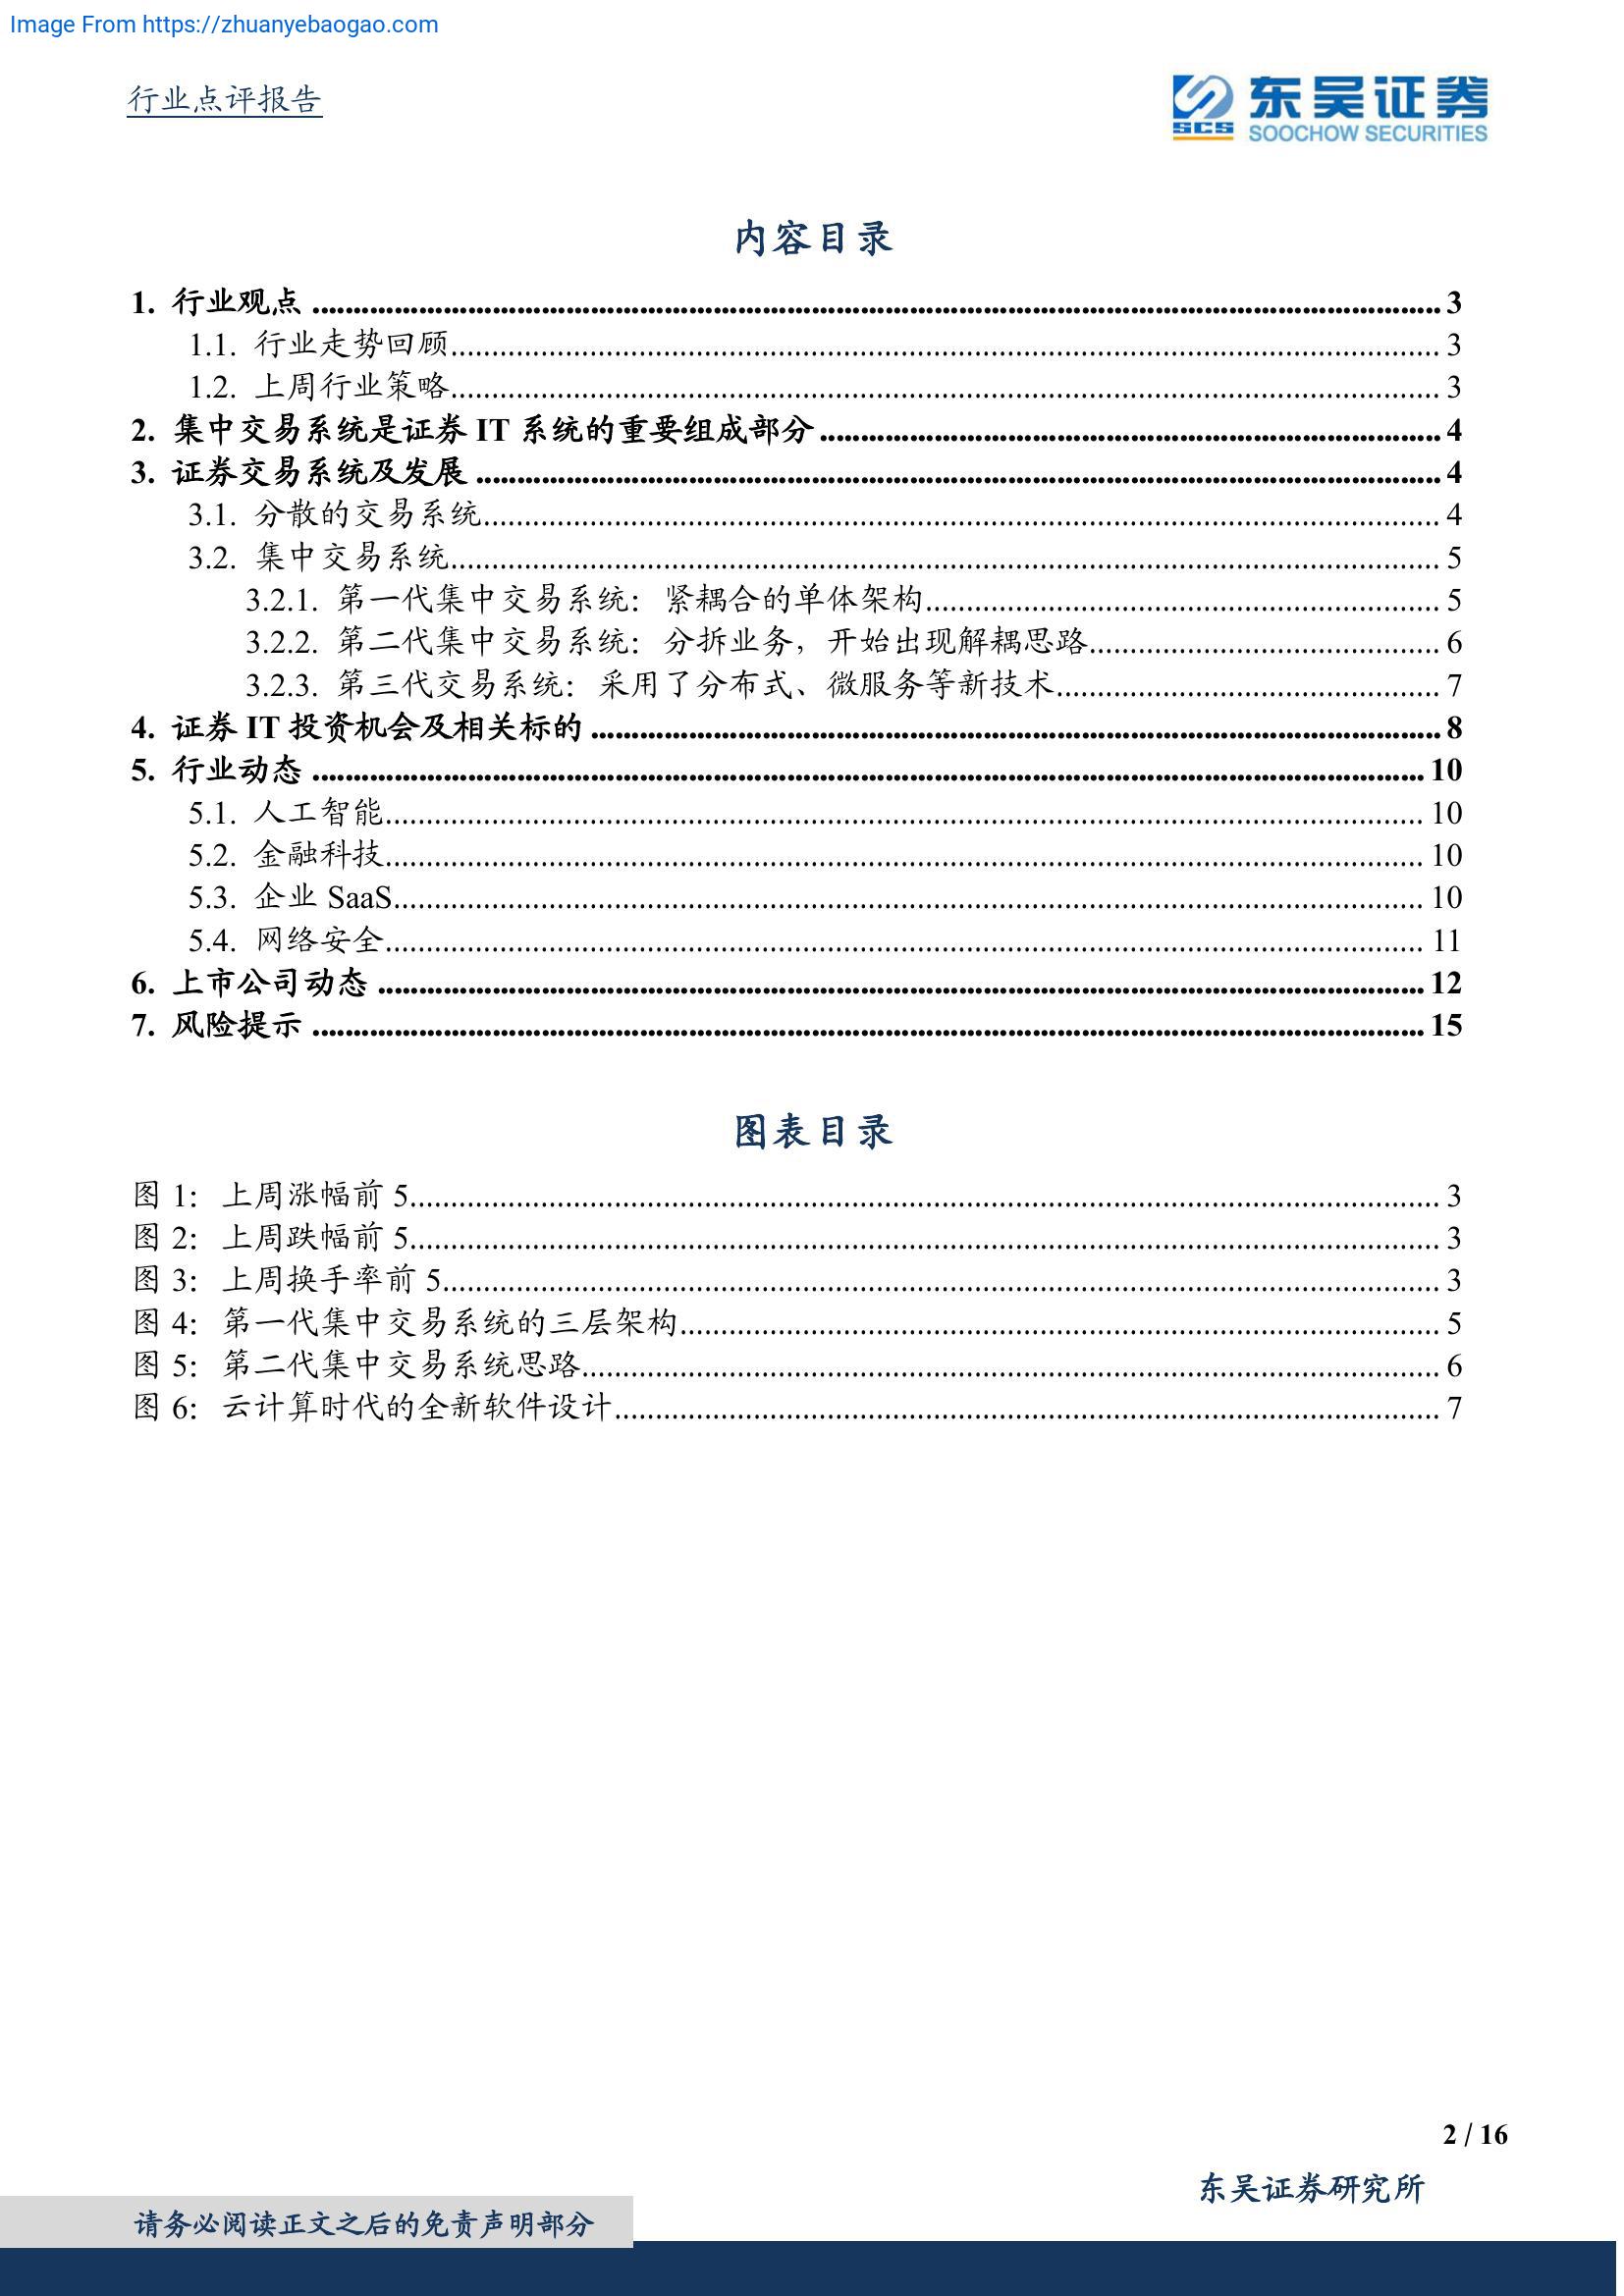 Image From https://zhuanyebaogao.com
行业点评报告
SCS 东吴证券
SOOCHOW SECURITIES
内容目录
1. 行业观点 ........ 3
1.1. 行业走势回顾 ........ 3
1.2. 上周行业策略 ........ 3
2. 集中交易系统是证券 IT 系统的重要组成部分 ........ 4
3. 证券交易系统及发展 ........ 4
3.1. 分散的交易系统 ........ 4
3.2. 集中交易系统 ........ 5
3.2.1. 第一代集中交易系统：紧耦合的单体架构 ........ 5
3.2.2. 第二代集中交易系统：分拆业务，开始出现解耦思路 ........ 6
3.2.3. 第三代交易系统：采用了分布式、微服务等新技术 ........ 7
4. 证券 IT 投资机会及相关标的 ........ 8
5. 行业动态 ........ 10
5.1. 人工智能 ........ 10
5.2. 金融科技 ........ 10
5.3. 企业 SaaS ........ 10
5.4. 网络安全 ........ 11
6. 上市公司动态 ........ 12
7. 风险提示 ........ 15
图表目录
图 1：上周涨幅前 5 ........ 3
图 2：上周跌幅前 5 ........ 3
图 3：上周换手率前 5 ........ 3
图 4：第一代集中交易系统的三层架构 ........ 5
图 5：第二代集中交易系统思路 ........ 6
图 6：云计算时代的全新软件设计 ........ 7
2 / 16
东吴证券研究所
请务必阅读正文之后的免责声明部分